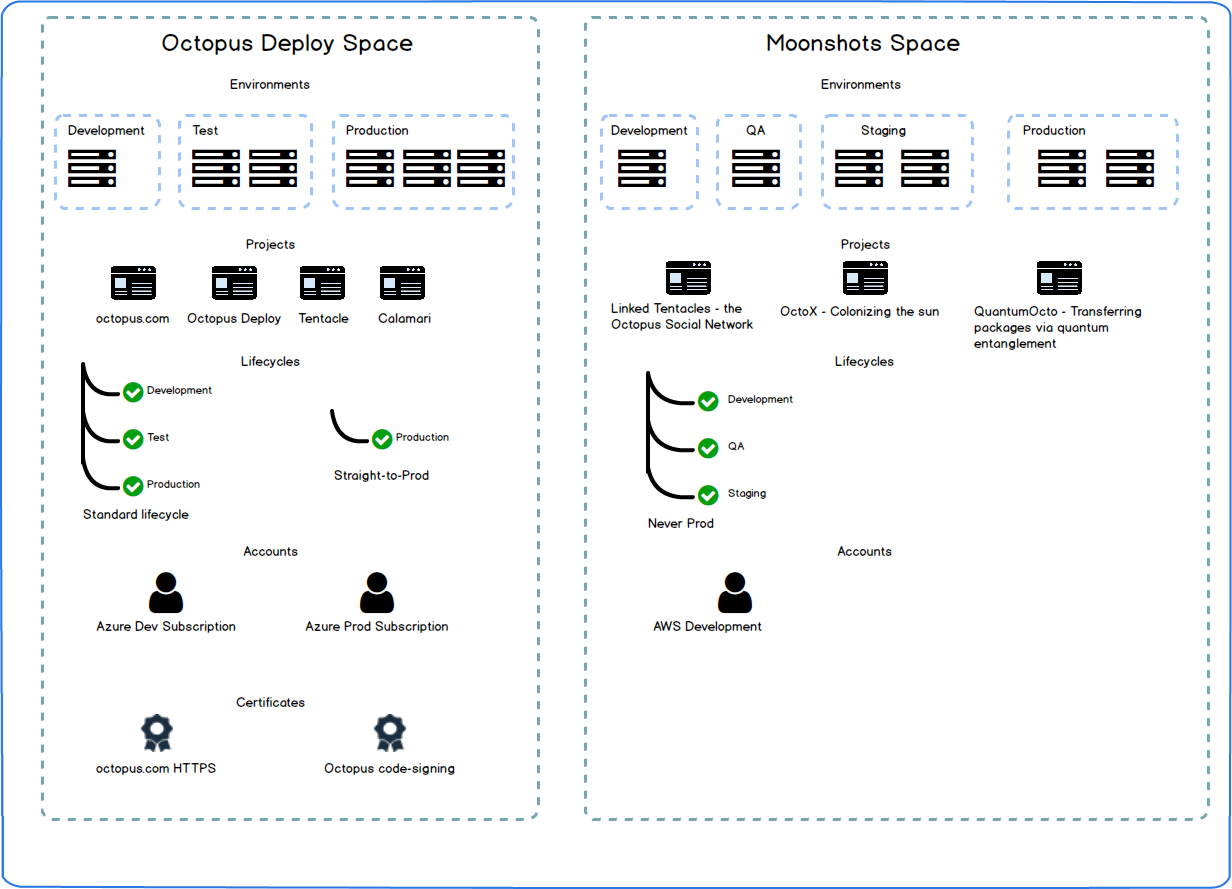 Octopus Deploy Space
Environments
Development
Test
Production
Projects
octopus.com
Octopus Deploy
Tentacle
Calamari
Lifecycles
Development
Test
Production
Standard lifecycle
Production
Straight-to-Prod
Accounts
Azure Dev Subscription
Azure Prod Subscription
Certificates
octopus.com HTTPS
Octopus code-signing
Moonshots Space
Environments
Development
QA
Staging
Production
Projects
Linked Tentacles - the
Octopus Social Network
OctoX - Colonizing the sun
QuantumOcto - Transferring
packages via quantum
entanglement
Lifecycles
Development
QA
Staging
Never Prod
Accounts
AWS Development